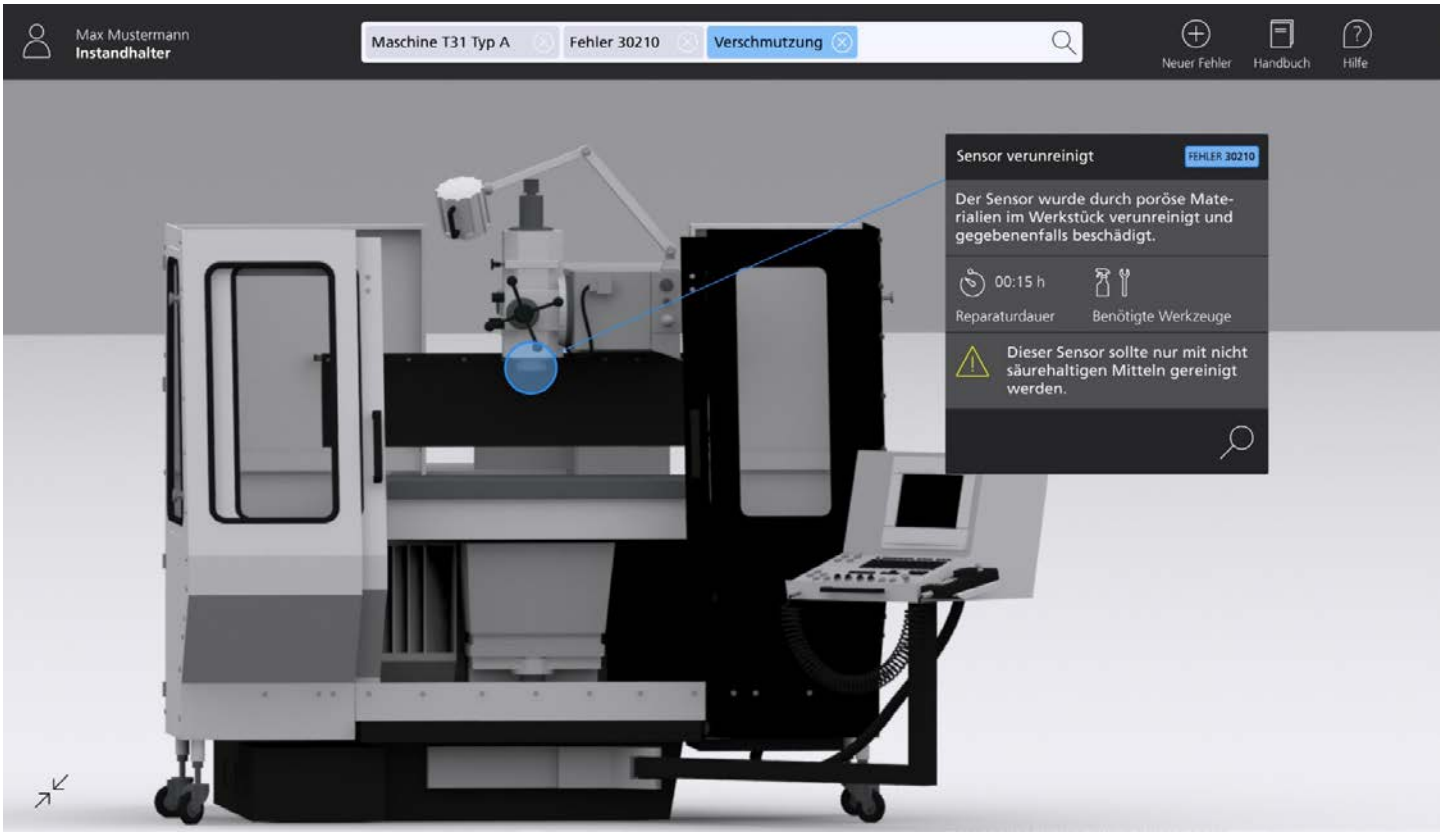 Max Mustermann
Instandhalter
Maschine T31 Typ A
Fehler 30210
Verschmutzung
Neuer Fehler
Handbuch
Hilfe
Sensor verunreinigt
FEHLER 30210
Der Sensor wurde durch poröse Mate-
rialien im Werkstück verunreinigt und
gegebenenfalls beschädigt.
00:15 h
Reparaturdauer
Benötigte Werkzeuge
Dieser Sensor sollte nur mit nicht
säurehaltigen Mitteln gereinigt
werden.